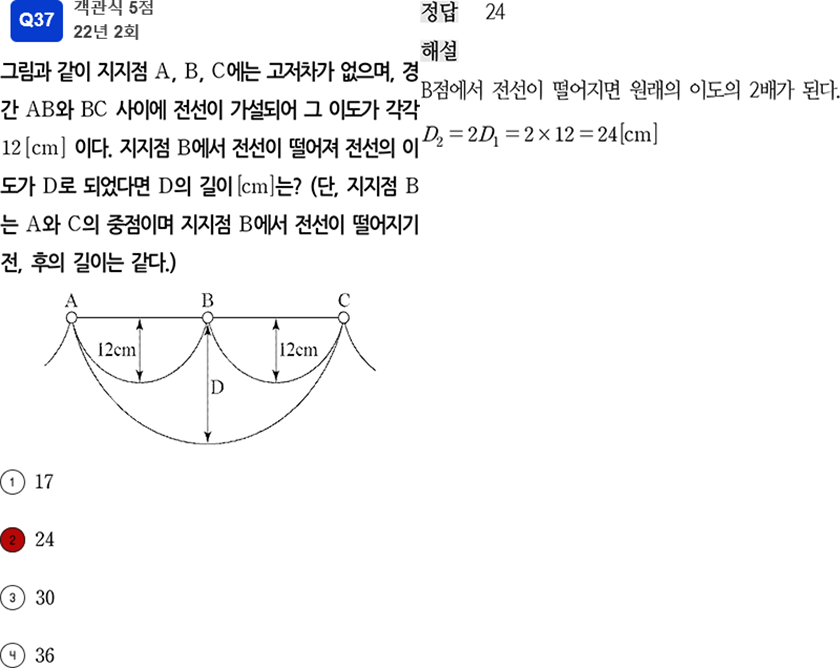 Q37
객관식 5점
22년 2회
그림과 같이 지지점 A, B, C에는 고저차가 없으며, 경
간 AB와 BC 사이에 전선이 가설되어 그 이도가 각각
12[cm] 이다. 지지점 B에서 전선이 떨어져 전선의 이
도가 D로 되었다면 D의 길이[cm]는? (단, 지지점 B
는 A와 C의 중점이며 지지점 B에서 전선이 떨어지기
전, 후의 길이는 같다.)
A B C
12cm 12cm
D
1 17
2 24
3 30
4 36
정답 24
해설
B점에서 전선이 떨어지면 원래의 이도의 2배가 된다.
D₂ = 2D₁ = 2 × 12 = 24[cm]